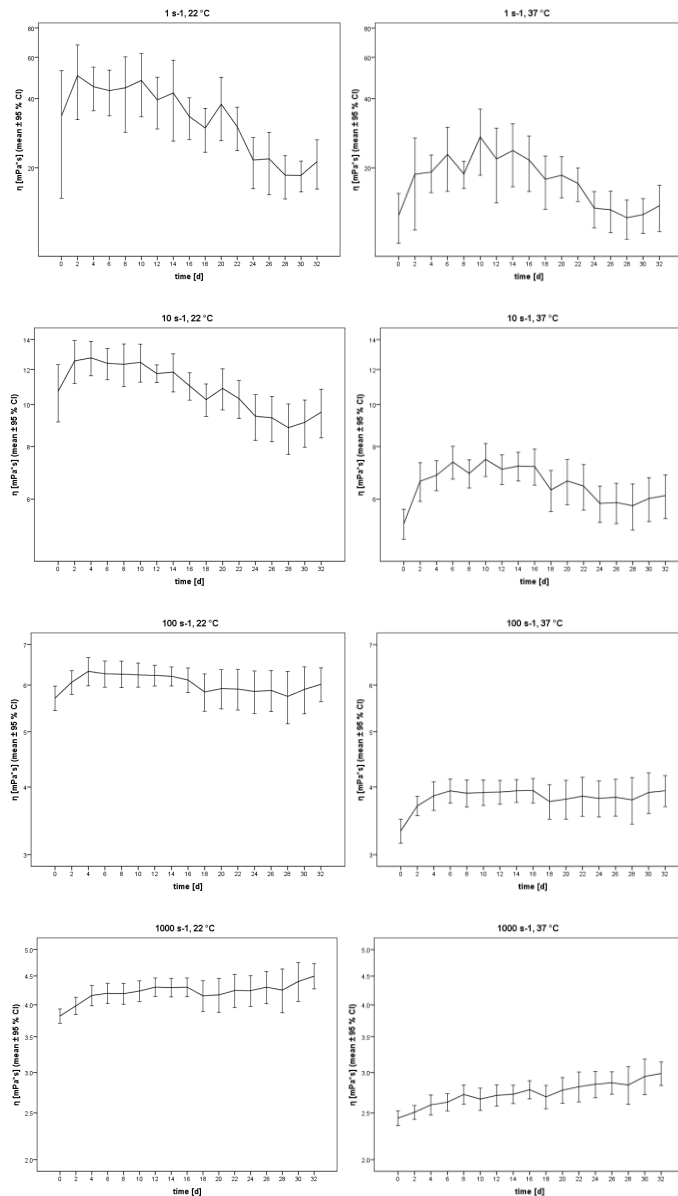 1 s-1, 22 °C
η [mPa*s] (mean ± 95 % CI)
80
60
40
20
0 2 4 6 8 10 12 14 16 18 20 22 24 26 28 30 32
time [d]
1 s-1, 37 °C
η [mPa*s] (mean ± 95 % CI)
80
60
40
20
0 2 4 6 8 10 12 14 16 18 20 22 24 26 28 30 32
time [d]
10 s-1, 22 °C
η [mPa*s] (mean ± 95 % CI)
14
12
10
8
6
0 2 4 6 8 10 12 14 16 18 20 22 24 26 28 30 32
time [d]
10 s-1, 37 °C
η [mPa*s] (mean ± 95 % CI)
14
12
10
8
6
0 2 4 6 8 10 12 14 16 18 20 22 24 26 28 30 32
time [d]
100 s-1, 22 °C
η [mPa*s] (mean ± 95 % CI)
7
6
5
4
3
0 2 4 6 8 10 12 14 16 18 20 22 24 26 28 30 32
time [d]
100 s-1, 37 °C
η [mPa*s] (mean ± 95 % CI)
7
6
5
4
3
0 2 4 6 8 10 12 14 16 18 20 22 24 26 28 30 32
time [d]
1000 s-1, 22 °C
η [mPa*s] (mean ± 95 % CI)
5.0
4.5
4.0
3.5
3.0
2.5
2.0
0 2 4 6 8 10 12 14 16 18 20 22 24 26 28 30 32
time [d]
1000 s-1, 37 °C
η [mPa*s] (mean ± 95 % CI)
5.0
4.5
4.0
3.5
3.0
2.5
2.0
0 2 4 6 8 10 12 14 16 18 20 22 24 26 28 30 32
time [d]